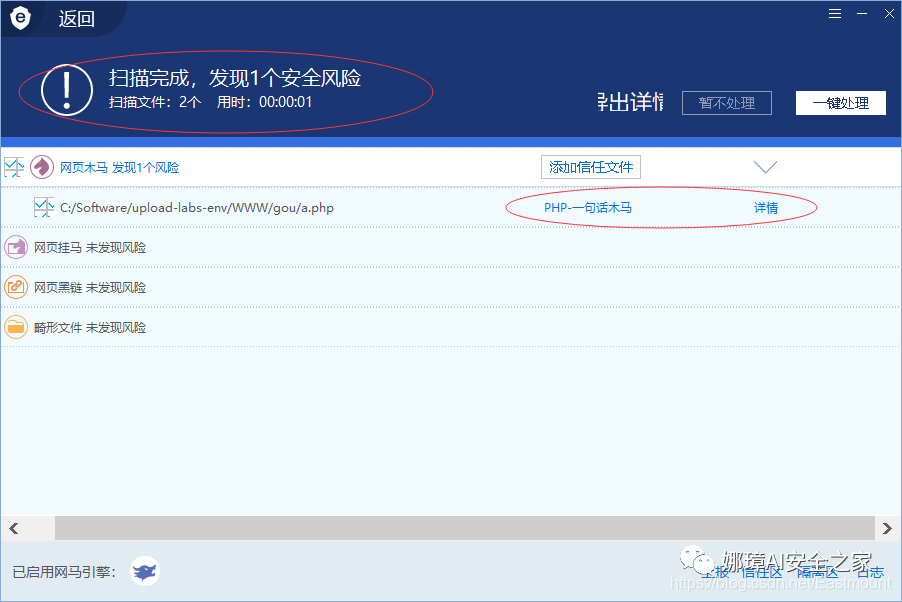 返回
扫描完成，发现1个安全风险
扫描文件：2个 用时：00:00:01
导出详情 暂不处理 一键处理
网页木马 发现1个风险 添加信任文件
C:/Software/upload-labs-env/WWW/gou/a.php PHP-一句话木马 详情
网页挂马 未发现风险
网页黑链 未发现风险
畸形文件 未发现风险
娜璋AI安全之家
已启用网马引擎： 上报 信任区 隔离区 日志
https://blog.csdn.net/Eastmount